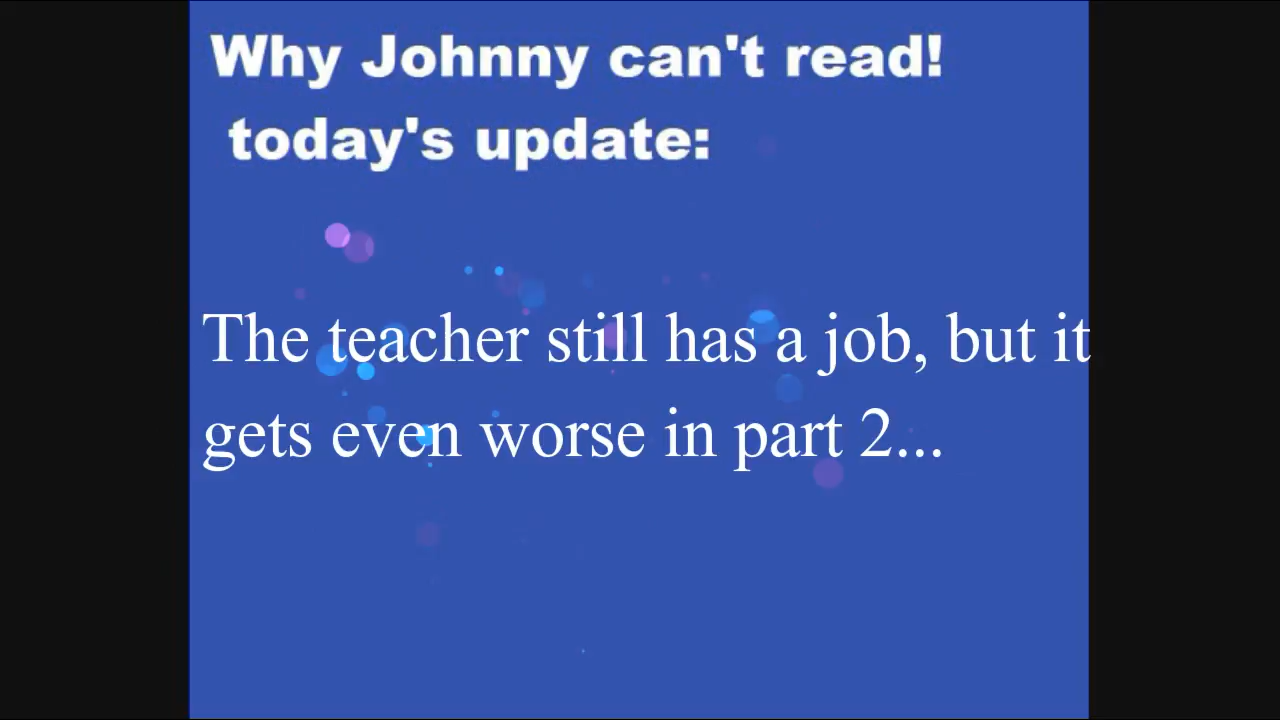 Why Johnny can't read!
today's update:
The teacher still has a job, but it
gets even worse in part 2...